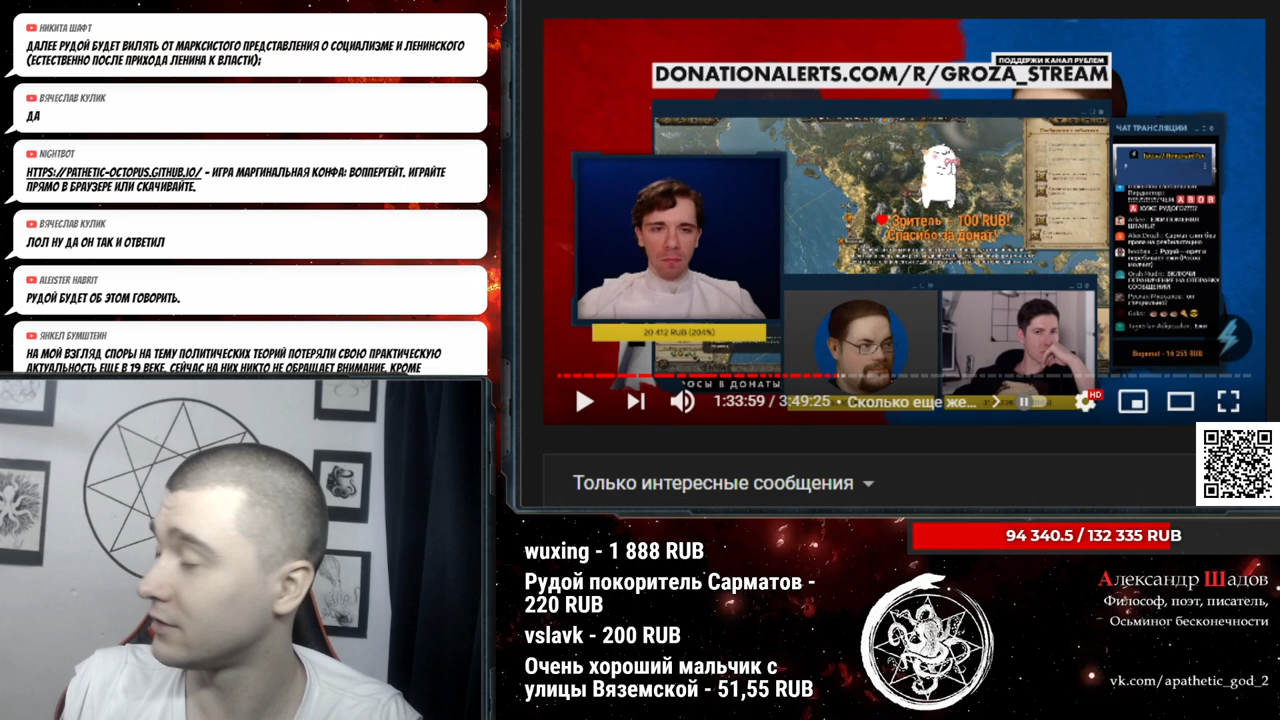 НИКИТА ШАФТ
ДАЛЕЕ РУДОЙ БУДЕТ ВИЛЯТЬ ОТ МАРКСИСТОГО ПРЕДСТАВЛЕНИЯ О СОЦИАЛИЗМЕ И ЛЕНИНСКОГО
(ЕСТЕСТВЕННО ПОСЛЕ ПРИХОДА ЛЕНИНА К ВЛАСТИ);
ВЯЧЕСЛАВ КУЛИК
ДА
NIGHTBOT
HTTPS://PATHETIC-OCTOPUS.GITHUB.IO/ - ИГРА МАРГИНАЛЬНАЯ КОНФА: ВОППЕРГЕЙТ. ИГРАЙТЕ
ПРЯМО В БРАУЗЕРЕ ИЛИ СКАЧИВАЙТЕ.
ВЯЧЕСЛАВ КУЛИК
ЛОЛ НУ ДА ОН ТАК И ОТВЕТИЛ
ALEISTER HABRIT
РУДОЙ БУДЕТ ОБ ЭТОМ ГОВОРИТЬ.
ЯНКЕЛ БУМШТЕИН
НА МОЙ ВЗГЛЯД СПОРЫ НА ТЕМУ ПОЛИТИЧЕСКИХ ТЕОРИЙ ПОТЕРЯЛИ СВОЮ ПРАКТИЧЕСКУЮ
АКТУАЛЬНОСТЬ ЕЩЕ В 19 ВЕКЕ. СЕЙЧАС НА НИХ НИКТО НЕ ОБРАЩАЕТ ВНИМАНИЕ, КРОМЕ
ПОДДЕРЖИ КАНАЛ РУБЛЕМ
DONATIONALERTS.COM/R/GROZA_STREAM
ЧАТ ТРАНСЛЯЦИИ
Зритель - 100 RUB!
Спасибо за донат!
20 412 RUB (204%)
ОСЫ В ДОНАТЫ
1:33:59 / 3:49:25 • Сколько еще же...
HD
Только интересные сообщения
94 340.5 / 132 335 RUB
wuxing - 1 888 RUB
Рудой покоритель Сарматов -
220 RUB
vslavk - 200 RUB
Очень хороший мальчик с
улицы Вяземской - 51,55 RUB
Александр Шадов
Философ, поэт, писатель,
Осьминог бесконечности
vk.com/apathetic_god_2